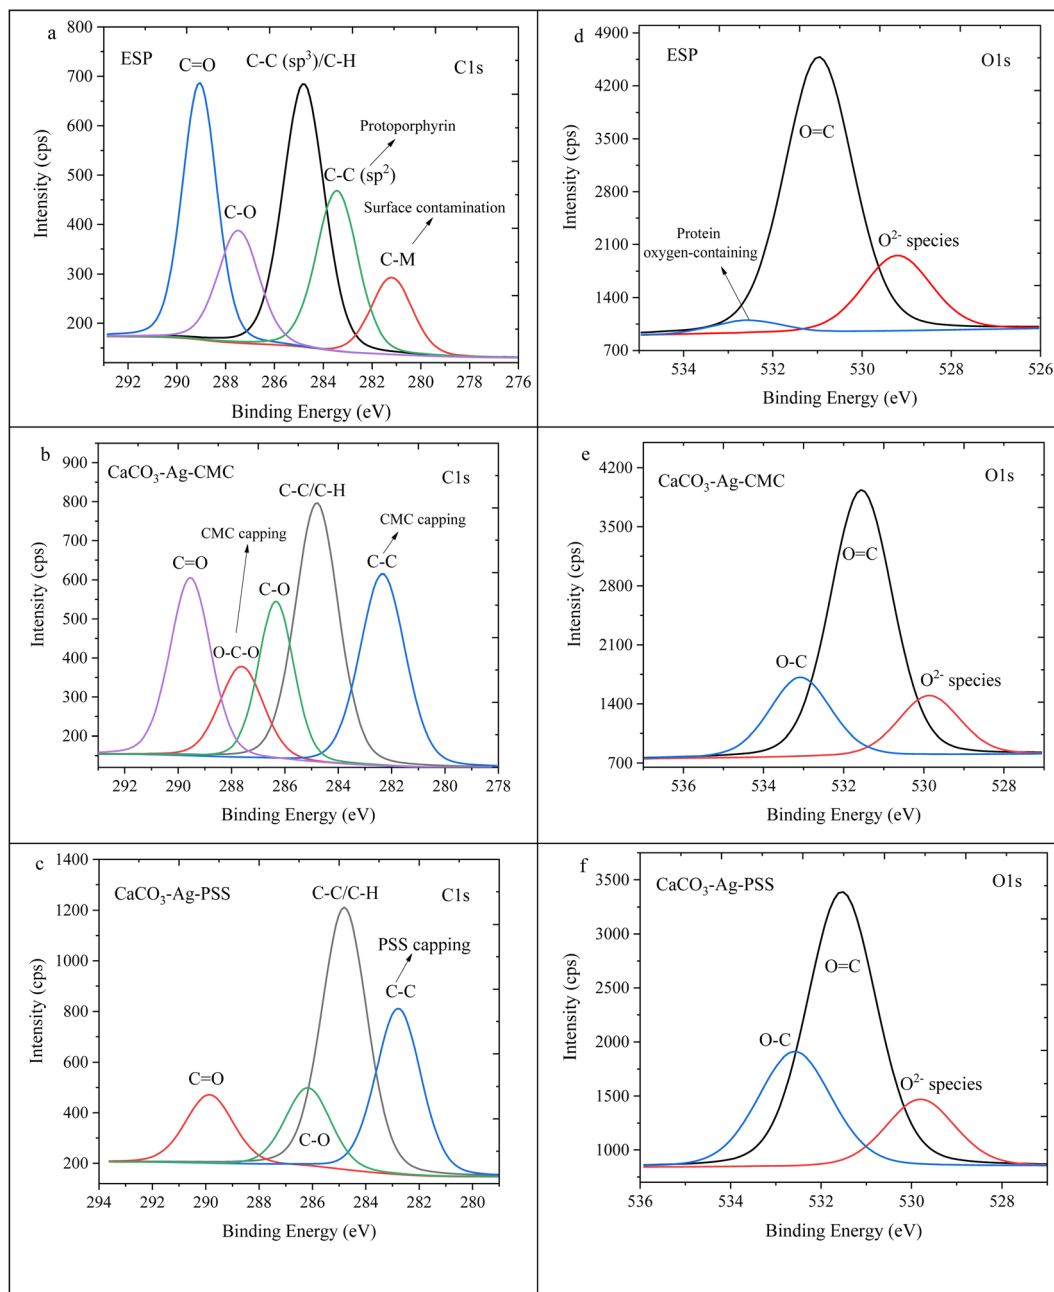 a
ESP
C=O
C-C (sp³)/C-H
C1s
Protoporphyrin
C-C (sp²)
Surface contamination
C-O
C-M
800
700
600
500
400
300
200
Intensity (cps)
292 290 288 286 284 282 280 278 276
Binding Energy (eV)
d
ESP
O1s
O=C
O²⁻ species
Protein
oxygen-containing
4900
4200
3500
2800
2100
1400
700
Intensity (cps)
534 532 530 528 526
Binding Energy (eV)
b
CaCO₃-Ag-CMC
C1s
C-C/C-H
CMC capping
CMC capping
C=O
C-C
C-O
O-C-O
900
800
700
600
500
400
300
200
Intensity (cps)
292 290 288 286 284 282 280 278
Binding Energy (eV)
e
CaCO₃-Ag-CMC
O1s
O=C
O-C
O²⁻ species
4200
3500
2800
2100
1400
700
Intensity (cps)
536 534 532 530 528
Binding Energy (eV)
c
CaCO₃-Ag-PSS
C-C/C-H
C1s
PSS capping
C-C
C=O
C-O
1400
1200
1000
800
600
400
200
Intensity (cps)
294 292 290 288 286 284 282 280
Binding Energy (eV)
f
CaCO₃-Ag-PSS
O1s
O=C
O-C
O²⁻ species
3500
3000
2500
2000
1500
1000
Intensity (cps)
536 534 532 530 528
Binding Energy (eV)